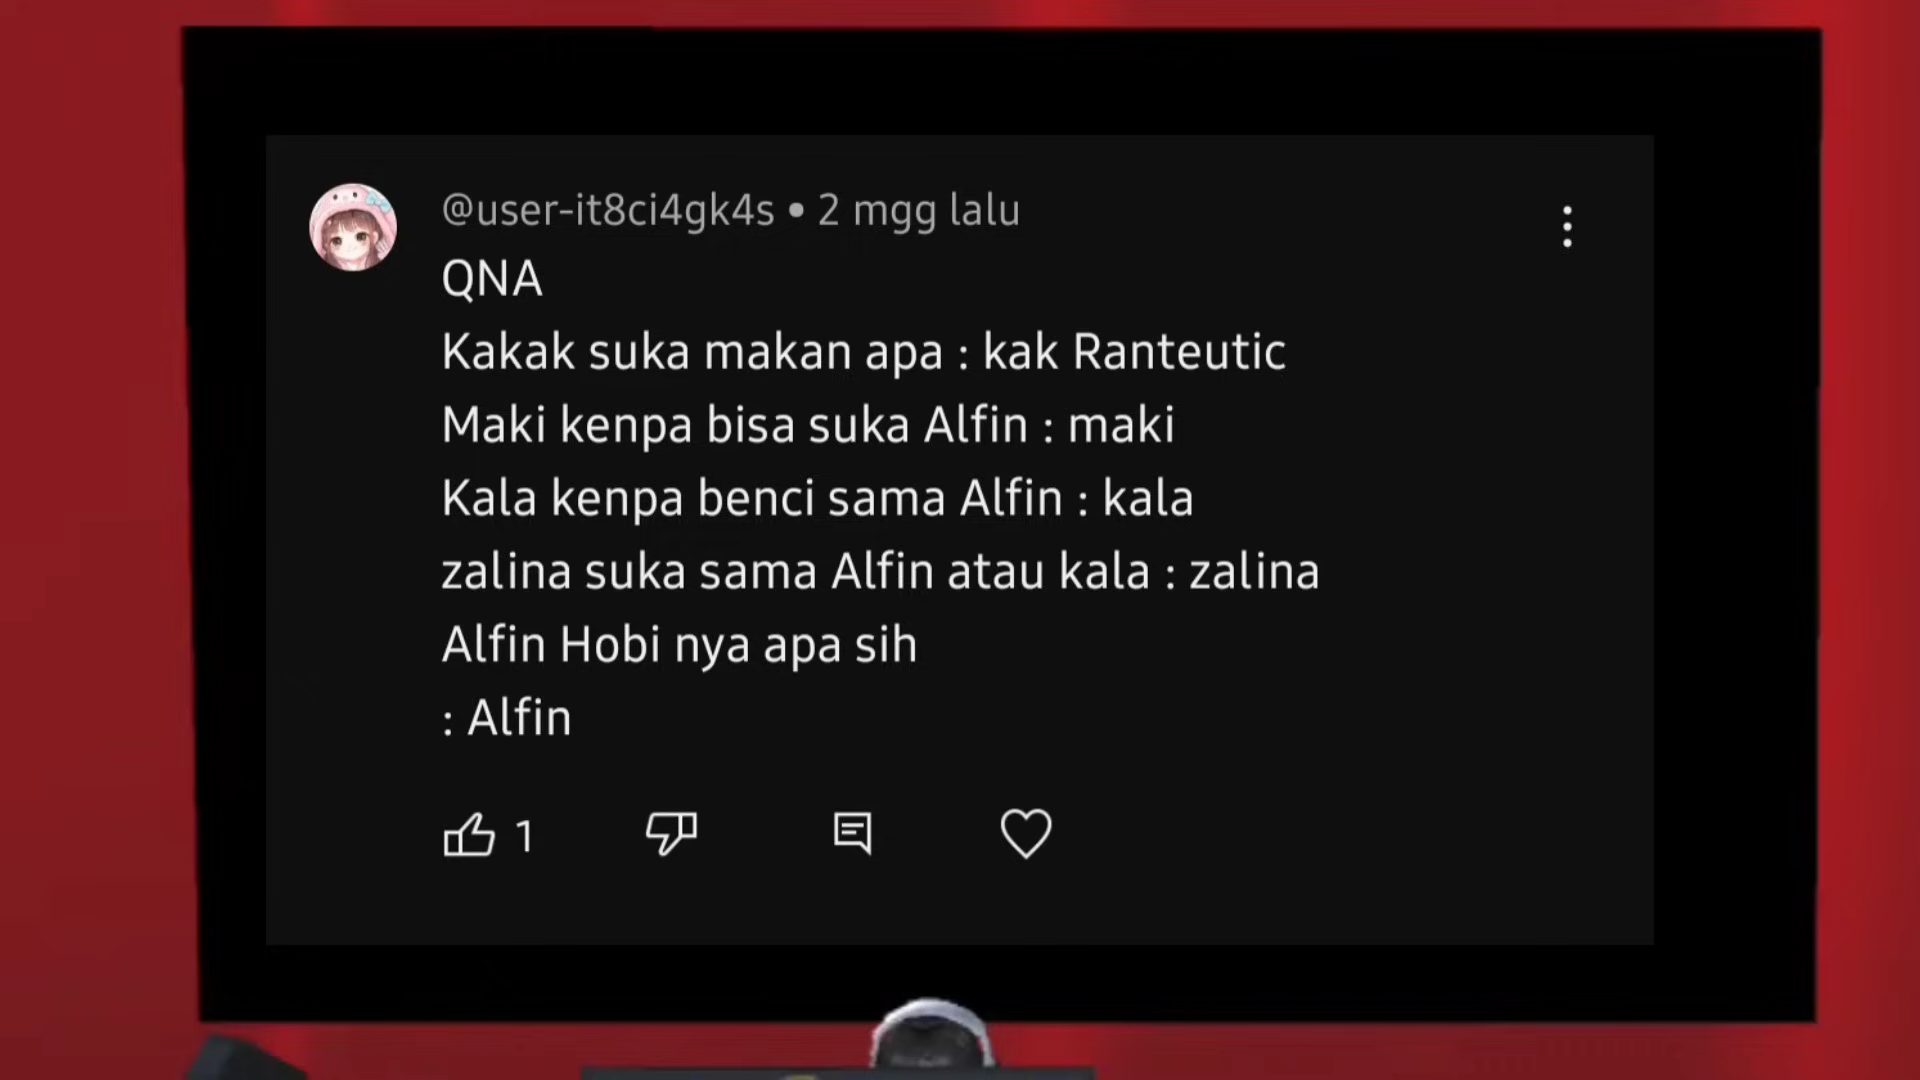 @user-it8ci4gk4s • 2 mgg lalu
QNA
Kakak suka makan apa : kak Ranteutic
Maki kenpa bisa suka Alfin : maki
Kala kenpa benci sama Alfin : kala
zalina suka sama Alfin atau kala : zalina
Alfin Hobi nya apa sih
: Alfin
1